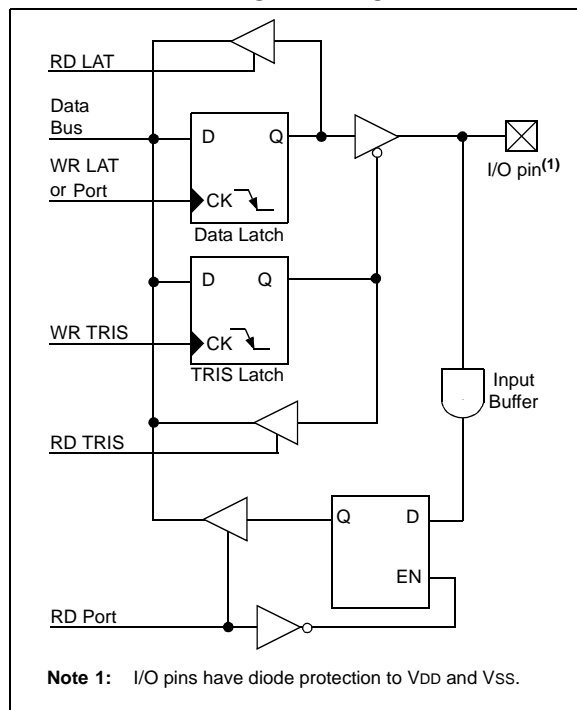 RD LAT
Data
Bus
D Q
WR LAT
or Port
CK
Data Latch
I/O pin(1)
D Q
WR TRIS
CK
TRIS Latch
Input
Buffer
RD TRIS
Q D
EN
RD Port
Note 1: I/O pins have diode protection to VDD and VSS.